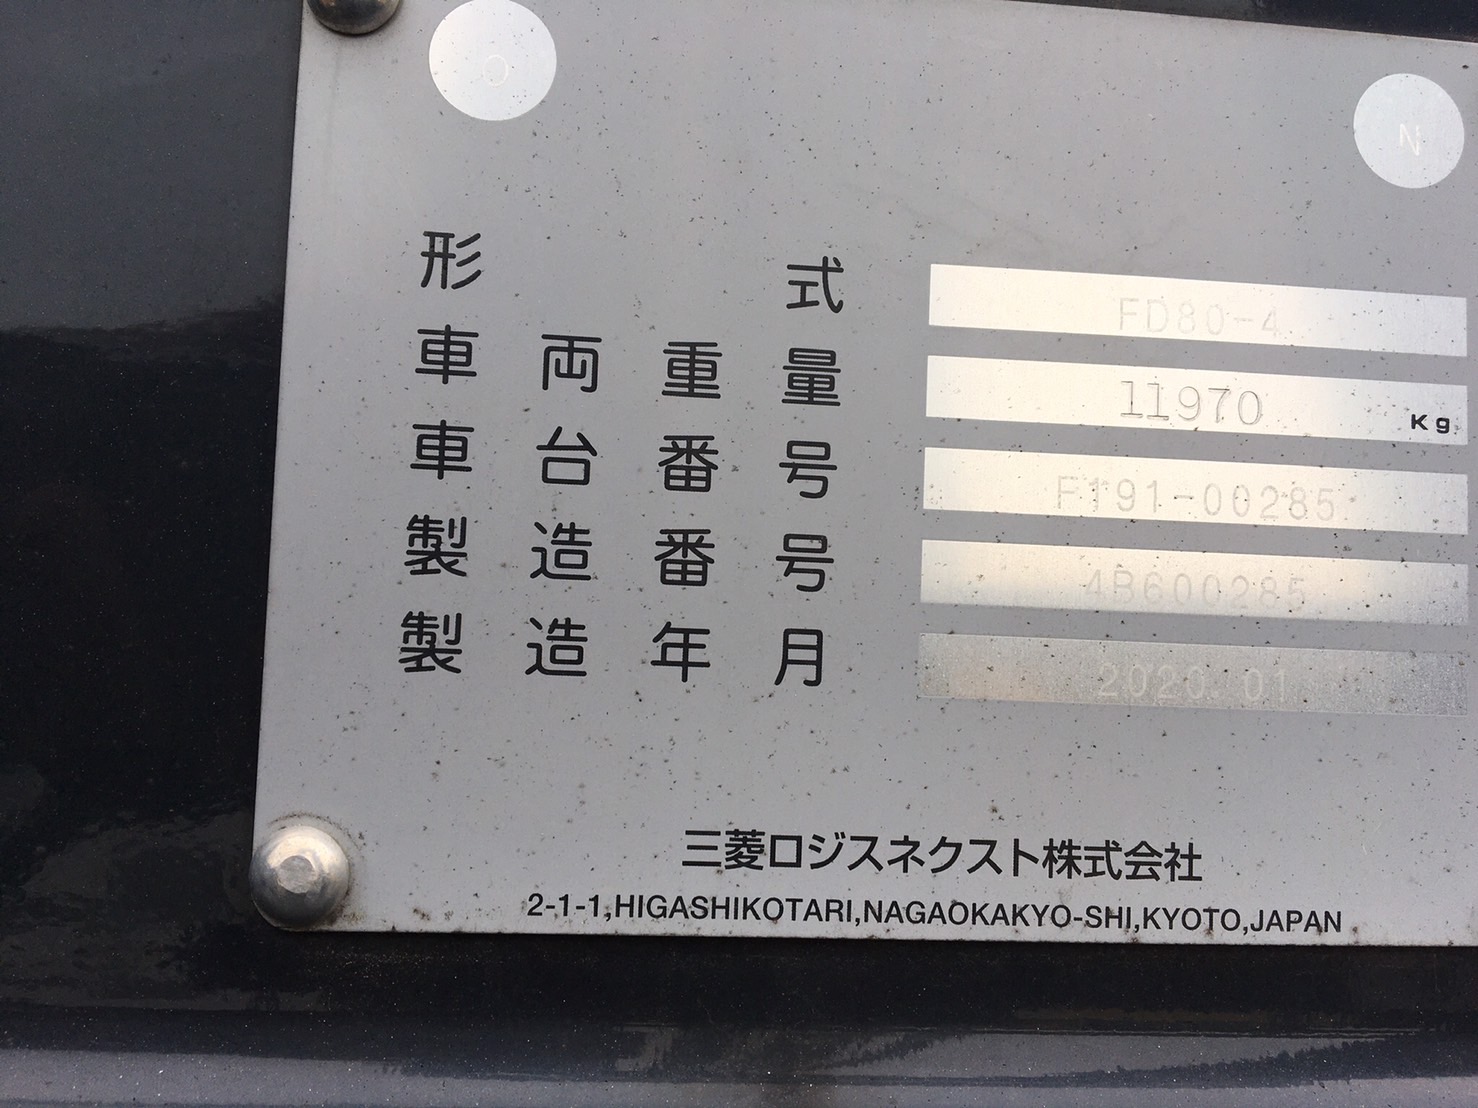 O
N
形式 FD80-4
車両重量 11970 Kg
車台番号 F191-00285
製造番号 4B600285
製造年月 2020.01
三菱ロジスネクスト株式会社
2-1-1,HIGASHIKOTARI,NAGAOKAKYO-SHI,KYOTO,JAPAN